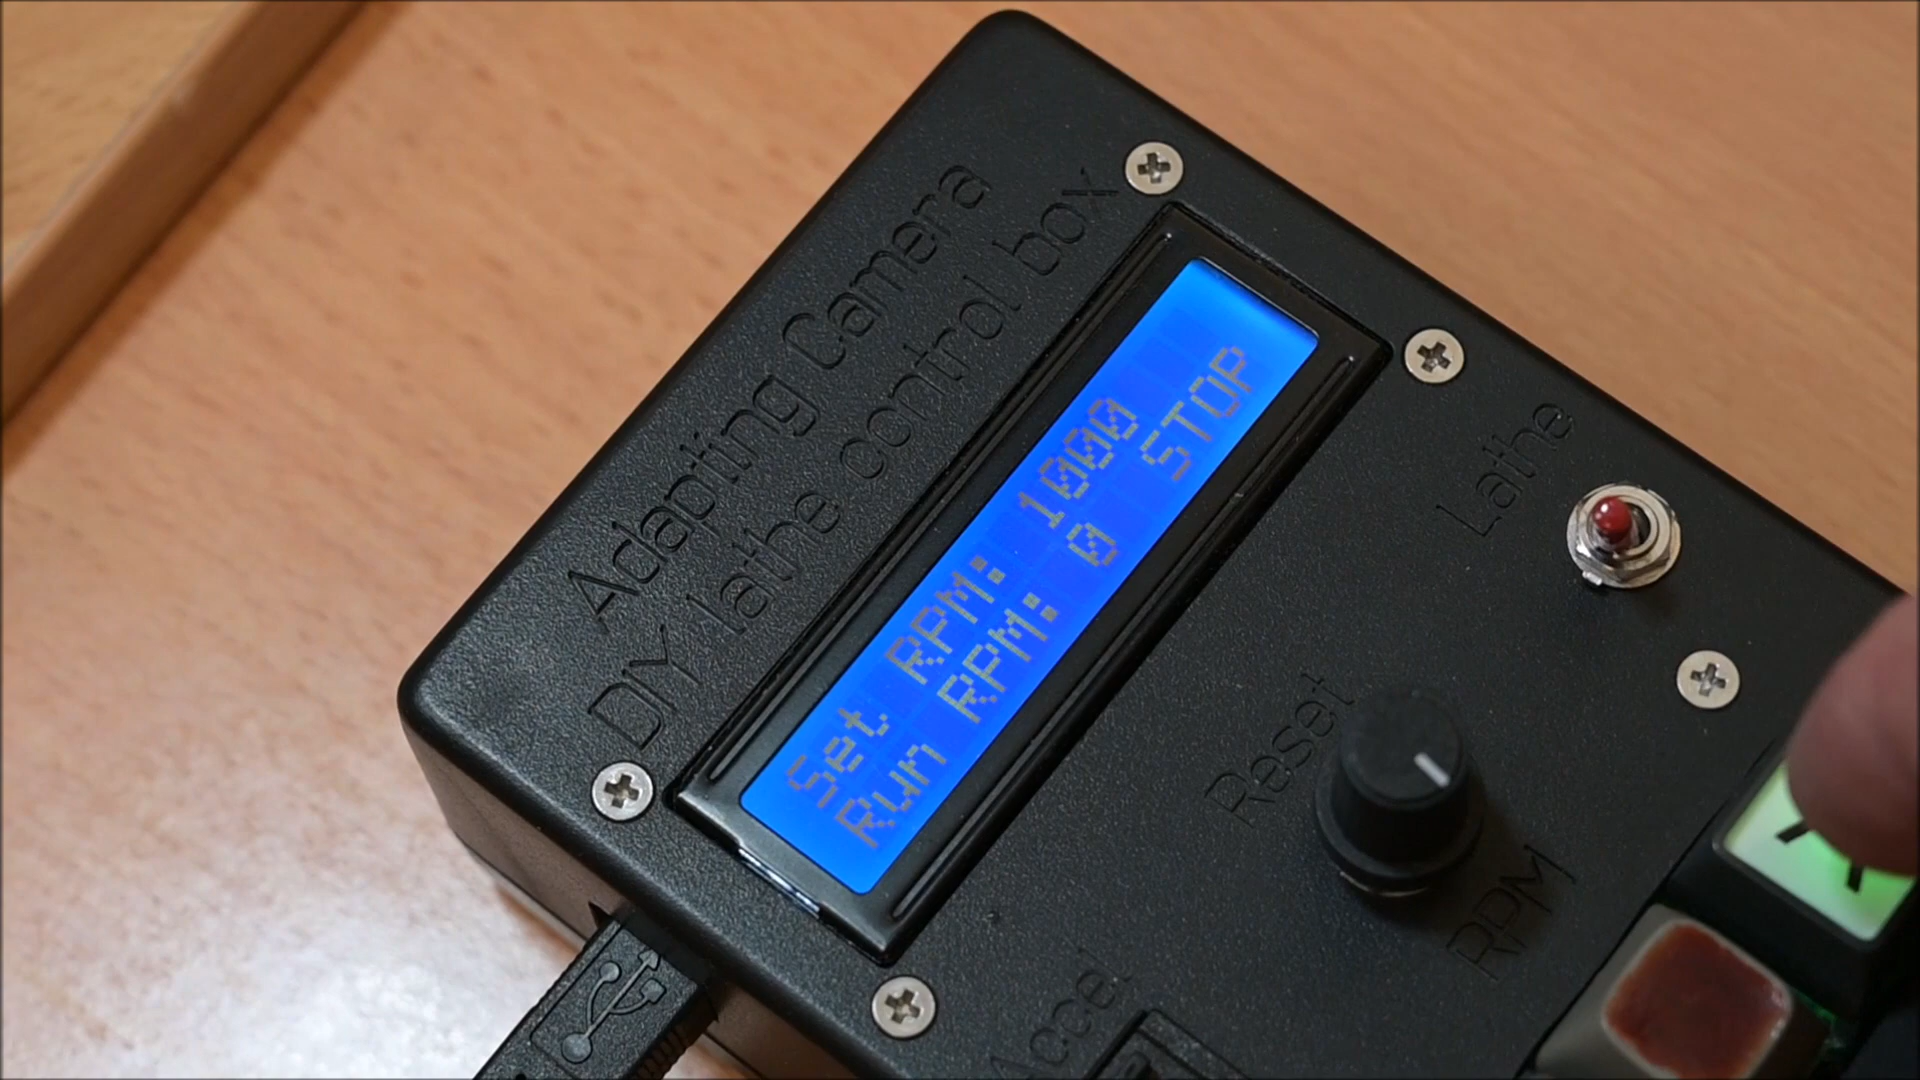 Adapting Camera
DIY lathe control box
Set RPM: 1000
Run RPM: 0 STOP
Lathe
Reset
RPM
Accel